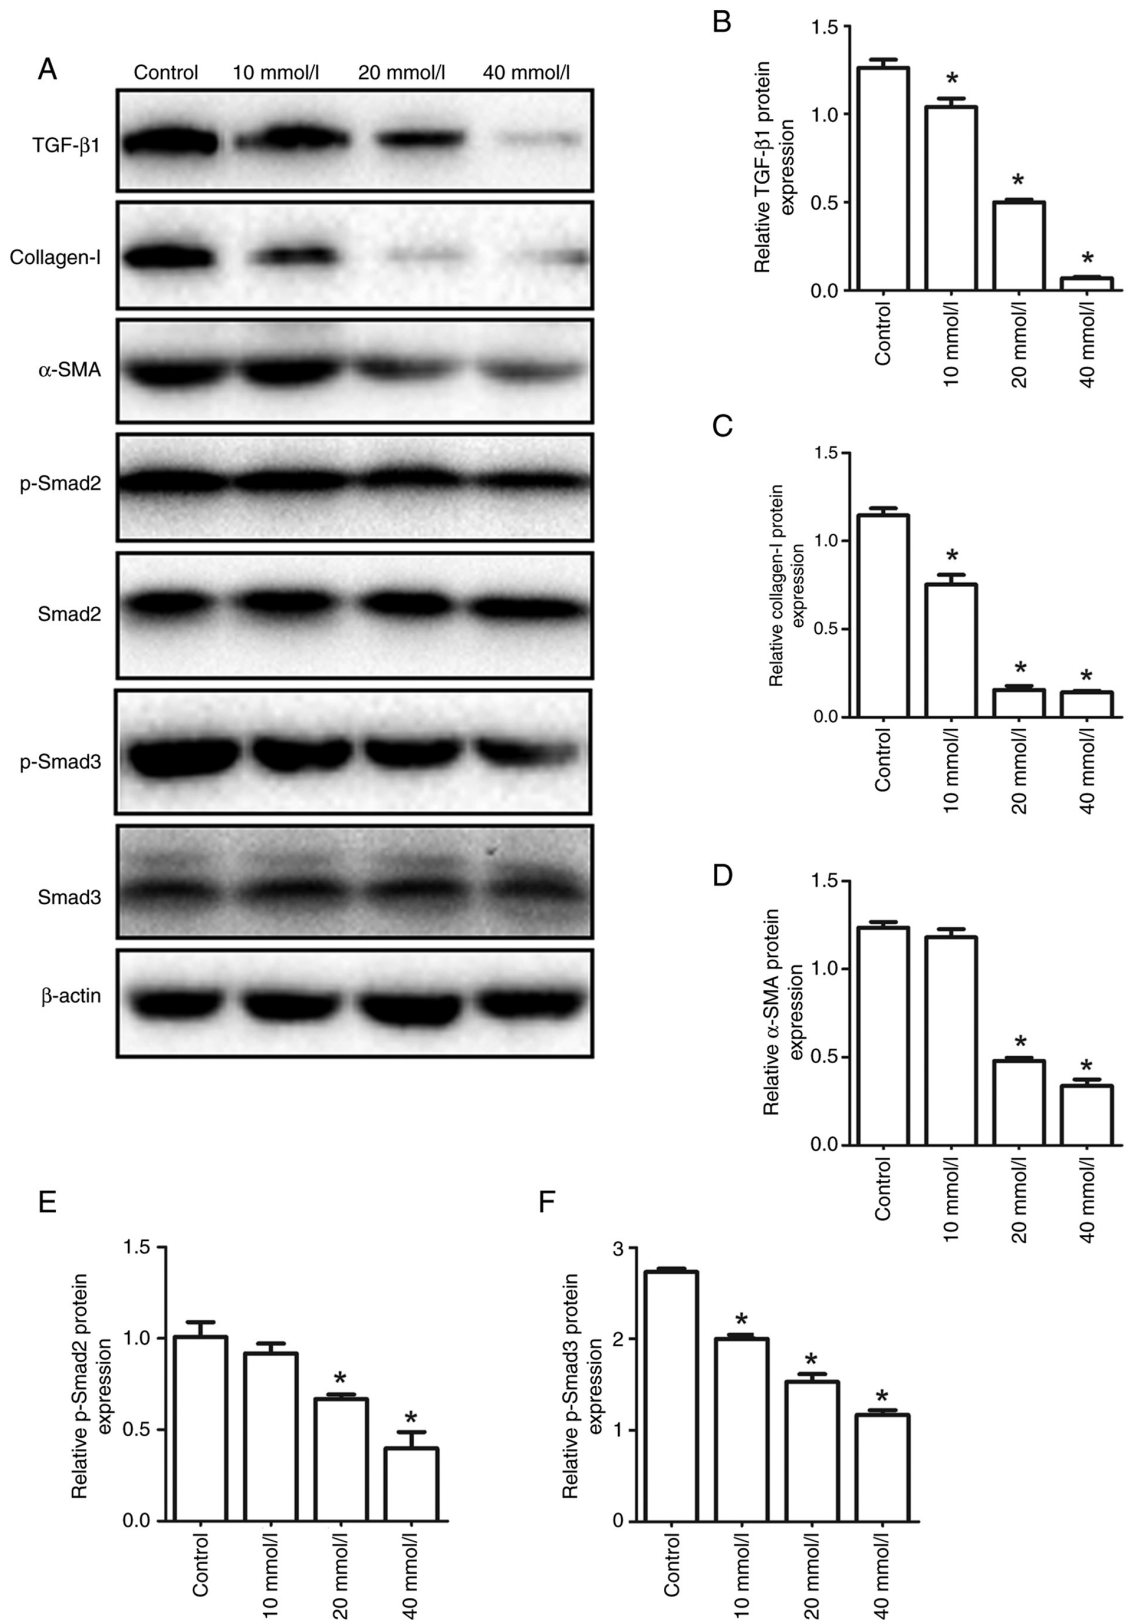 A
Control 10 mmol/l 20 mmol/l 40 mmol/l
TGF-β1
Collagen-I
α-SMA
p-Smad2
Smad2
p-Smad3
Smad3
β-actin
B
Relative TGF-β1 protein
expression
1.5
1.0
0.5
0.0
*
*
*
Control
10 mmol/l
20 mmol/l
40 mmol/l
C
Relative collagen-I protein
expression
1.5
1.0
0.5
0.0
*
*
*
Control
10 mmol/l
20 mmol/l
40 mmol/l
D
Relative α-SMA protein
expression
1.5
1.0
0.5
0.0
*
*
Control
10 mmol/l
20 mmol/l
40 mmol/l
E
Relative p-Smad2 protein
expression
1.5
1.0
0.5
0.0
*
*
Control
10 mmol/l
20 mmol/l
40 mmol/l
F
Relative p-Smad3 protein
expression
3
2
1
0
*
*
*
Control
10 mmol/l
20 mmol/l
40 mmol/l